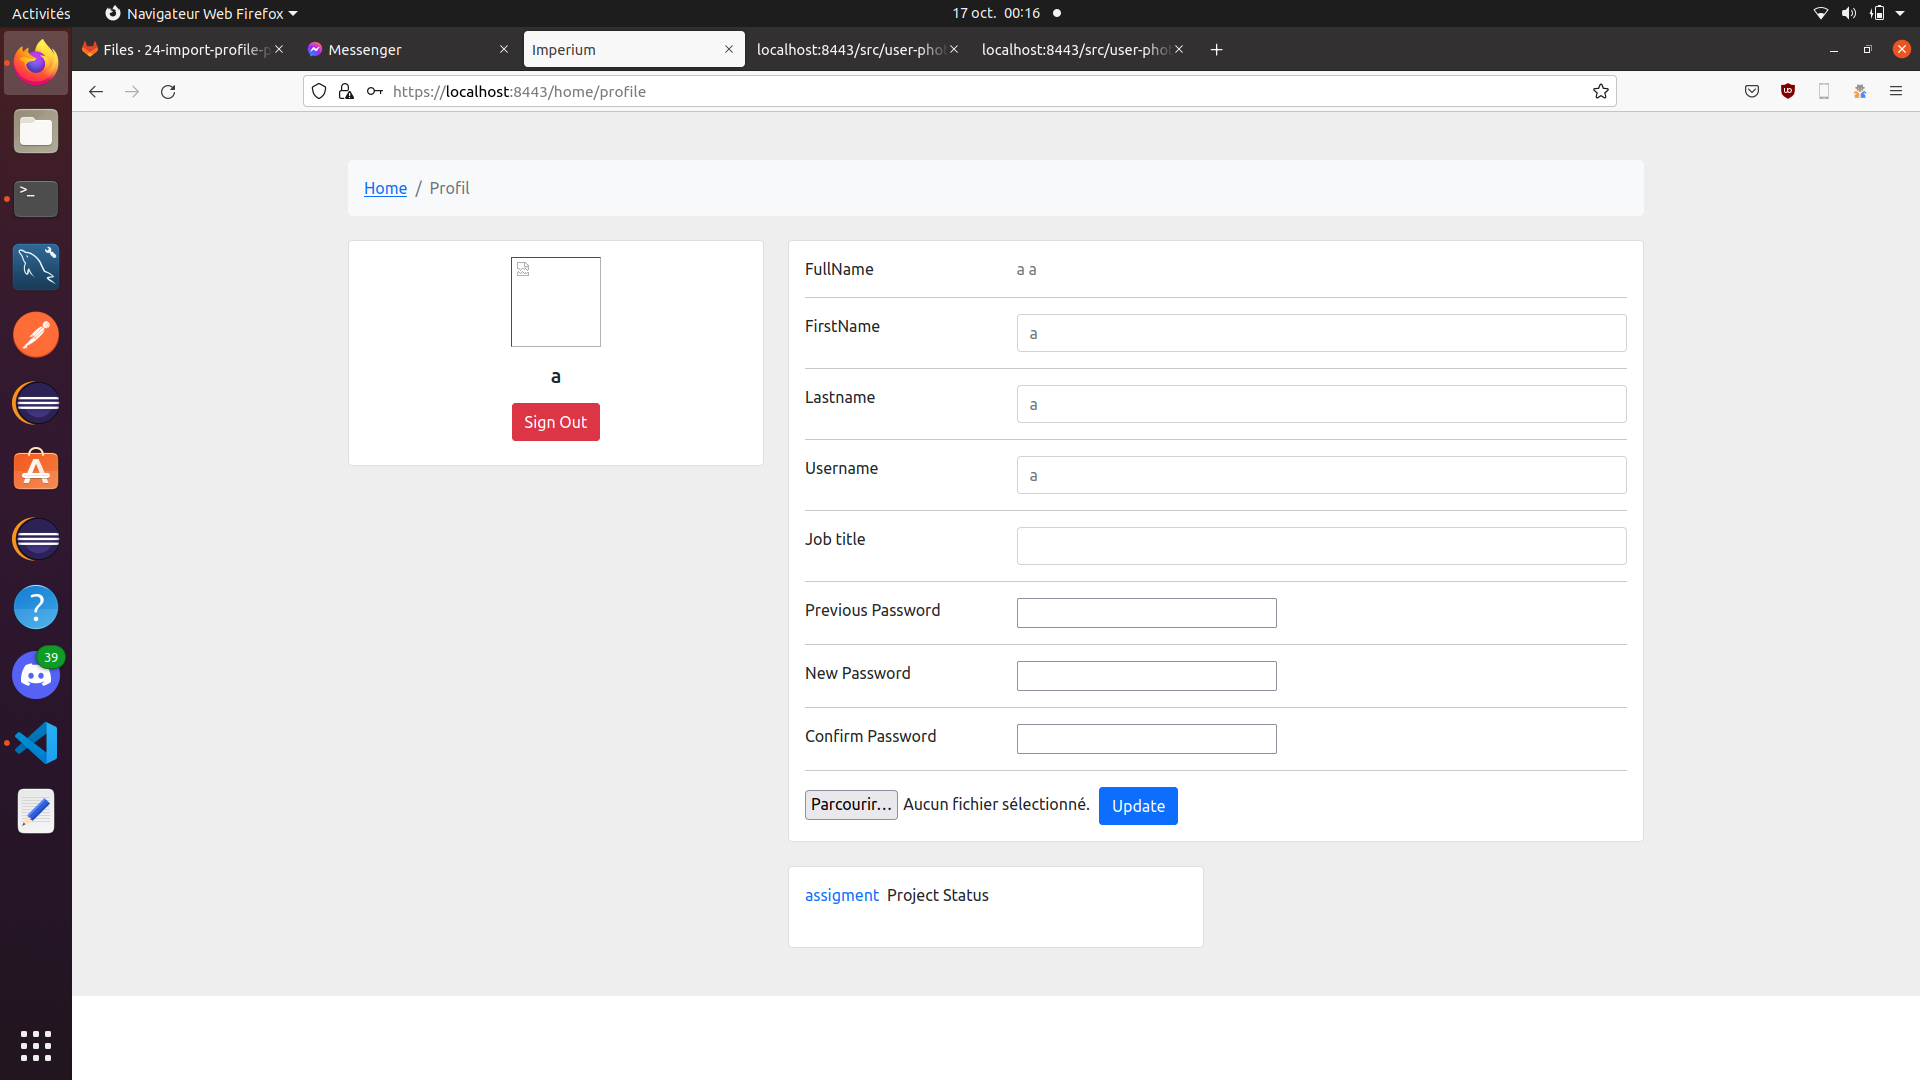 Activités
Navigateur Web Firefox
17 oct. 00:16
Files · 24-import-profile-p
Messenger
Imperium
localhost:8443/src/user-phot
localhost:8443/src/user-phot
https://localhost:8443/home/profile
Home / Profil
a
Sign Out
FullName a a
FirstName a
Lastname a
Username a
Job title
Previous Password
New Password
Confirm Password
Parcourir... Aucun fichier sélectionné. Update
assigment Project Status
39